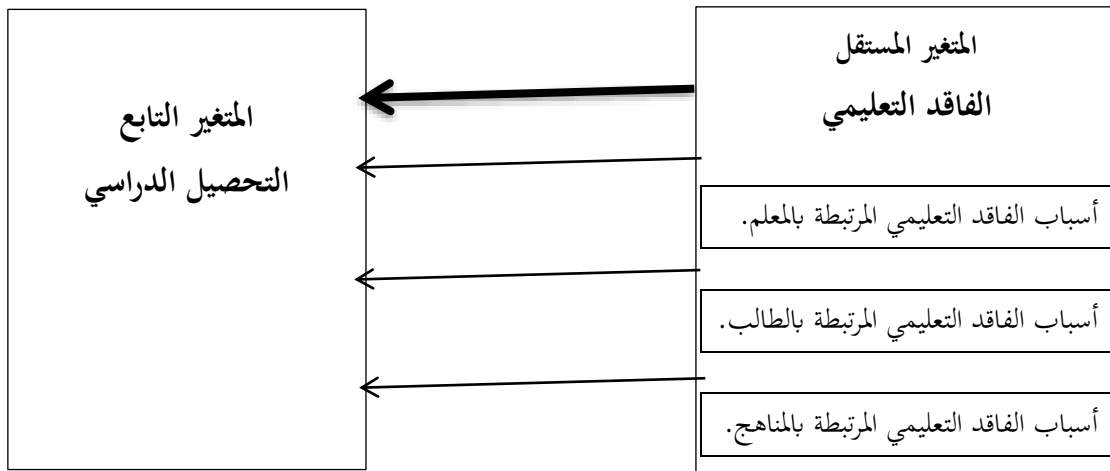 المتغير المستقل
الفاقد التعليمي
أسباب الفاقد التعليمي المرتبطة بالمعلم.
أسباب الفاقد التعليمي المرتبطة بالطالب.
أسباب الفاقد التعليمي المرتبطة بالمناهج.
المتغير التابع
التحصيل الدراسي